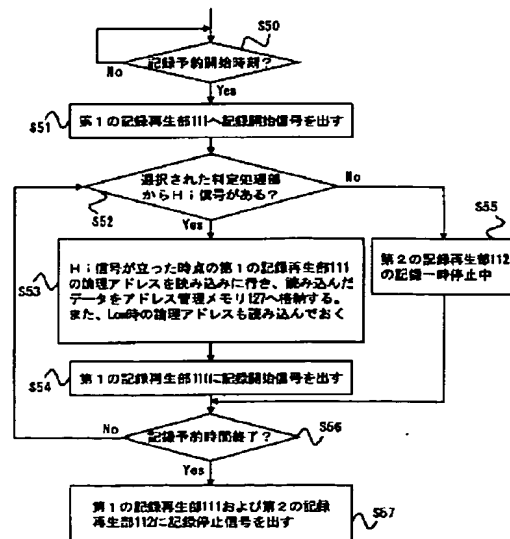 S50
記録予約開始時刻？
No
Yes
第1の記録再生部111へ記録開始信号を出す
S51
選択された判定処理部
からHi信号がある？
No
S52
Yes
S55
Hi信号が立った時点の第1の記録再生部111
の論理アドレスを読み込みに行き、読み込んだ
データをアドレス管理メモリ127へ格納する。
また、Low時の論理アドレスも読み込んでおく
S53
第2の記録再生部112
の記録一時停止中
第1の記録再生部111に記録開始信号を出す
S54
No
記録予約時間終了？
S56
Yes
第1の記録再生部111および第2の記録
再生部112に記録停止信号を出す
S57